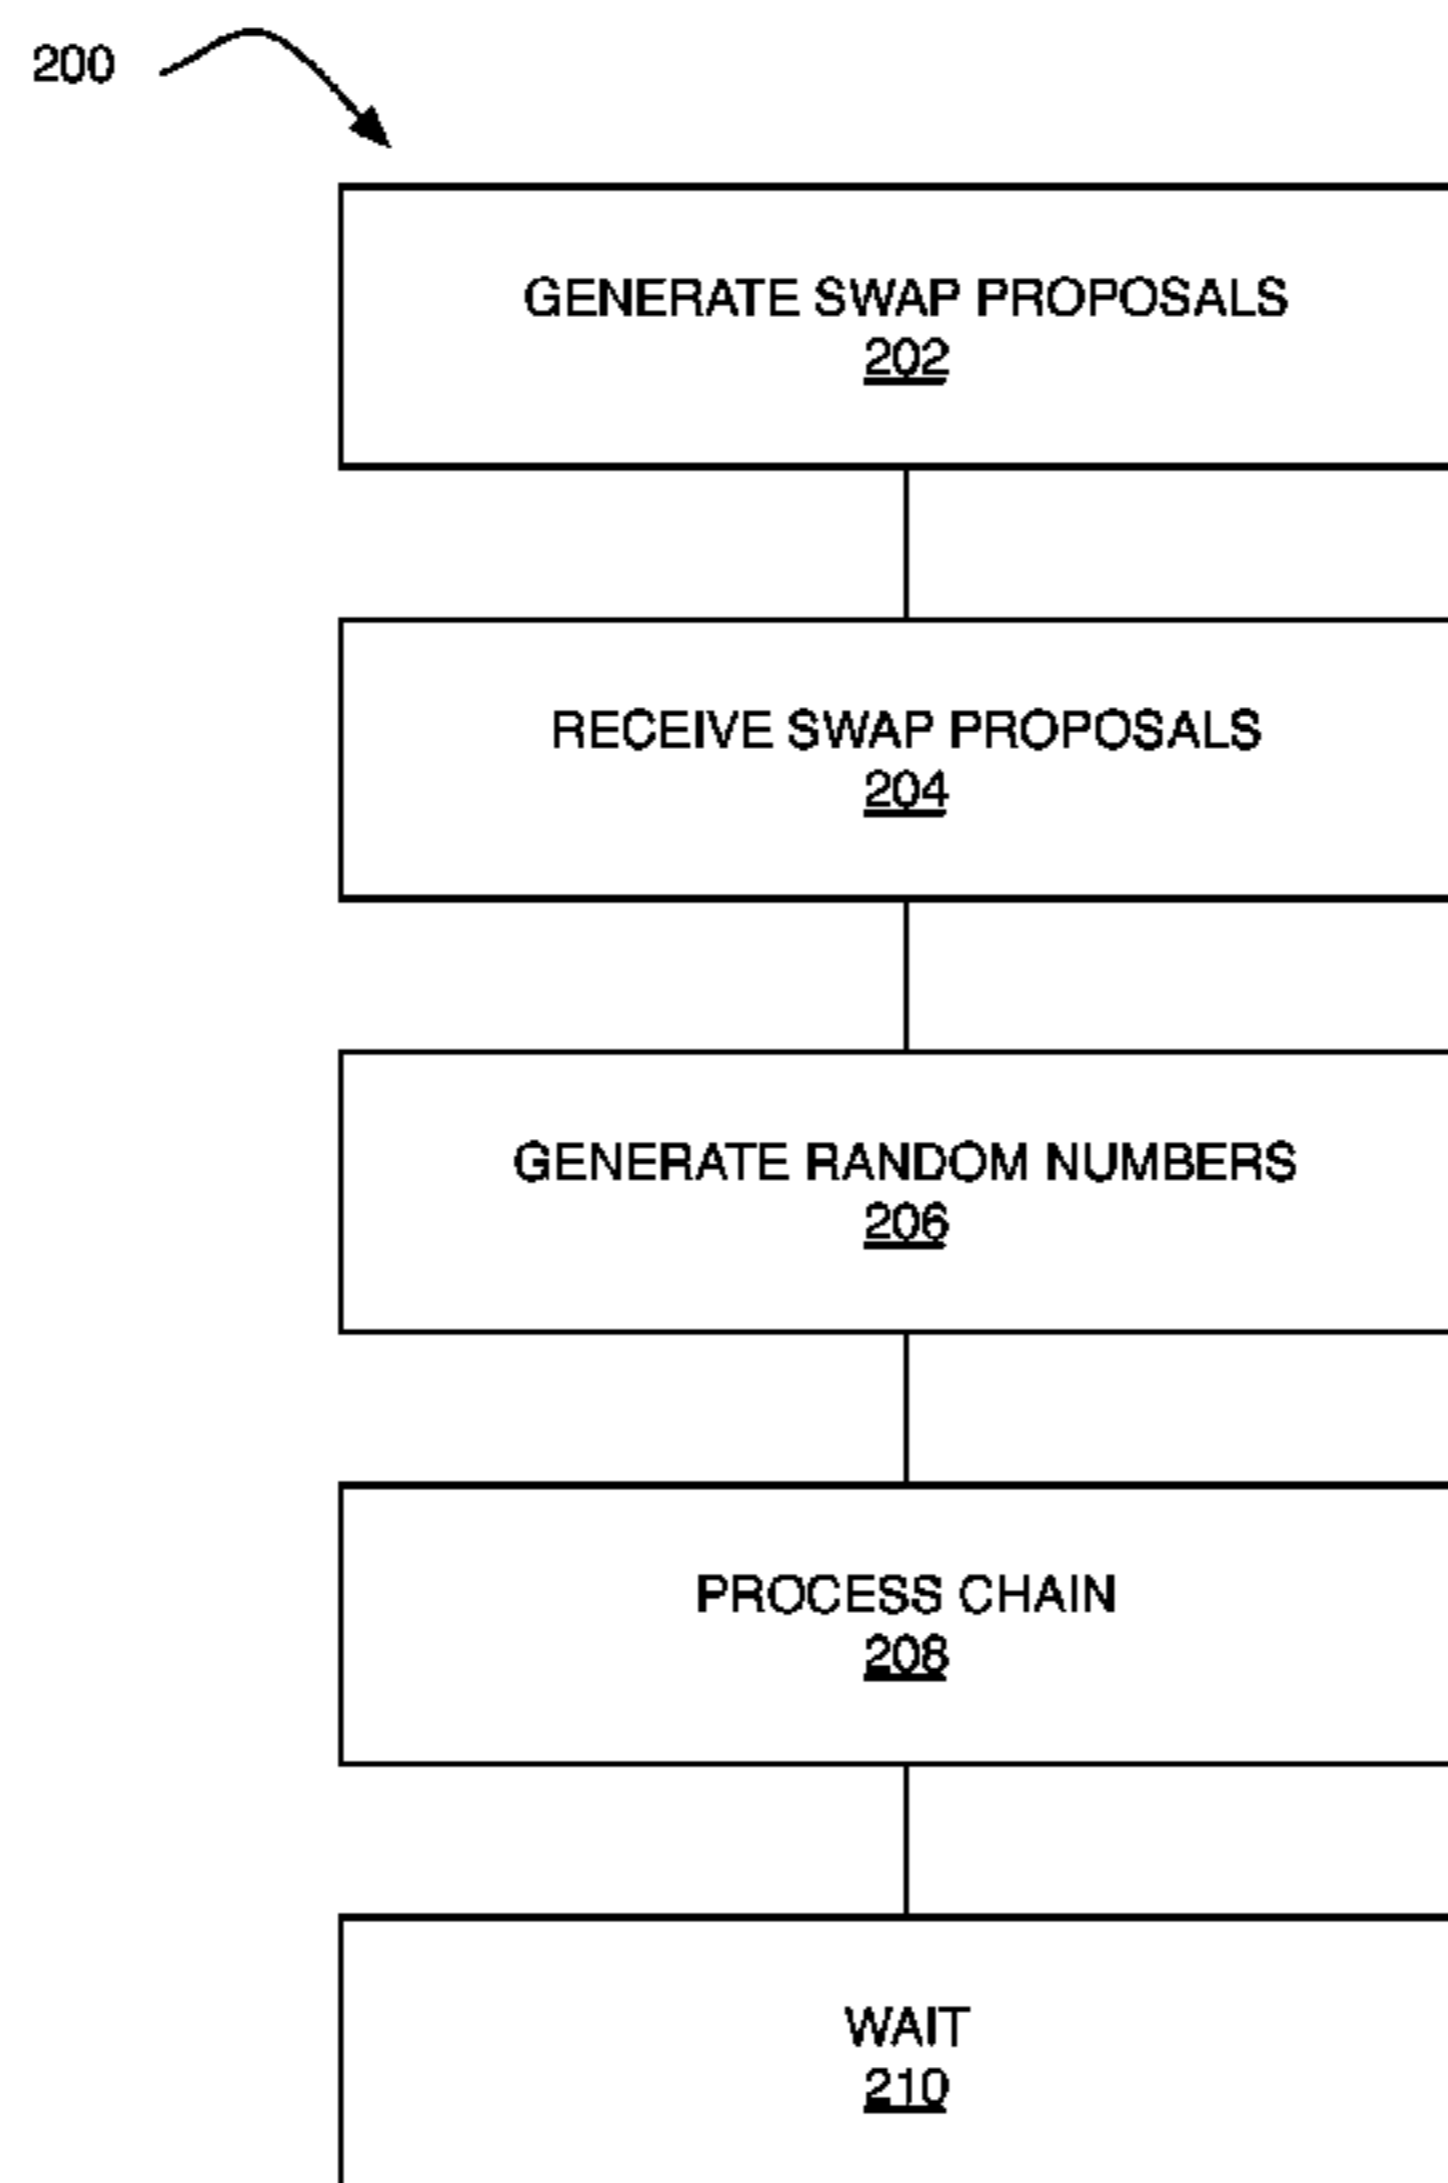 200
GENERATE SWAP PROPOSALS
202
RECEIVE SWAP PROPOSALS
204
GENERATE RANDOM NUMBERS
206
PROCESS CHAIN
208
WAIT
210